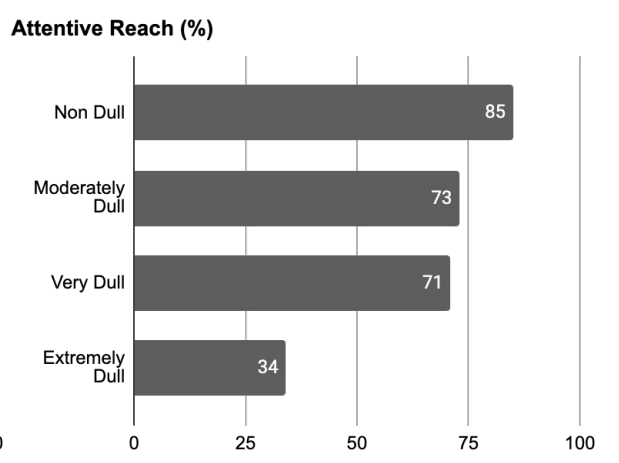 Attentive Reach (%)
Non Dull
85
Moderately
Dull
73
Very Dull
71
Extremely
Dull
34
0
0
25
50
75
100